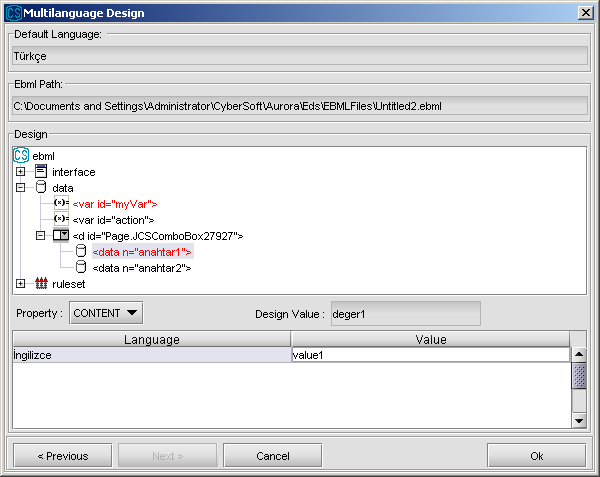 CS Multilanguage Design
Default Language:
Türkçe
Ebml Path:
C:\Documents and Settings\Administrator\CyberSoft\Aurora\Eds\EBMLFiles\Untitled2.ebml
Design
CS ebml
interface
data
(x)= <var id="myVar">
(x)= <var id="action">
<d id="Page.JCSComboBox27927">
<data n="anahtar1">
<data n="anahtar2">
ruleset
Property : CONTENT Design Value : deger1
Language Value
İngilizce value1
< Previous Next > Cancel Ok